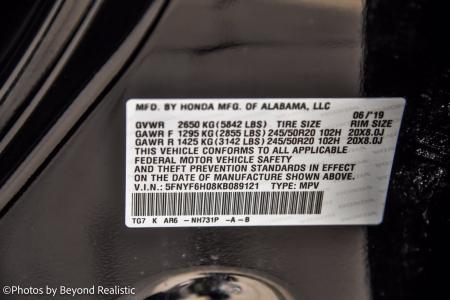 MFD. BY HONDA MFG. OF ALABAMA, LLC
GVWR 2650 KG(5842 LBS) TIRE SIZE 06/'19 RIM SIZE
GAWR F 1295 KG(2855 LBS)245/50R20 102H 20X8.0J
GAWR R 1425 KG(3142 LBS)245/50R20 102H 20X8.0J
THIS VEHICLE CONFORMS TO ALL APPLICABLE
FEDERAL MOTOR VEHICLE SAFETY
AND THEFT PREVENTION STANDARDS IN EFFECT
ON THE DATE OF MANUFACTURE SHOWN ABOVE.
V.I.N.: 5FNYF6H08KB089121 TYPE: MPV
TG7 K AR6 -NH731P -A-B
©Photos by Beyond Realistic